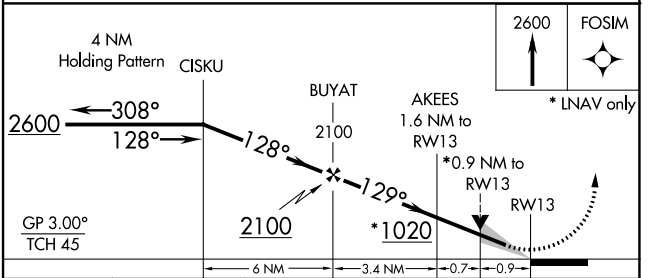 4 NM
Holding Pattern
CISKU
2600
FOSIM
BUYAT
2100
AKEES
1.6 NM to
RW13
* LNAV only
2600
308°
128°
128°
*0.9 NM to
RW13
129°
RW13
2100
*1020
GP 3.00°
TCH 45
6 NM
3.4 NM
0.7
0.9